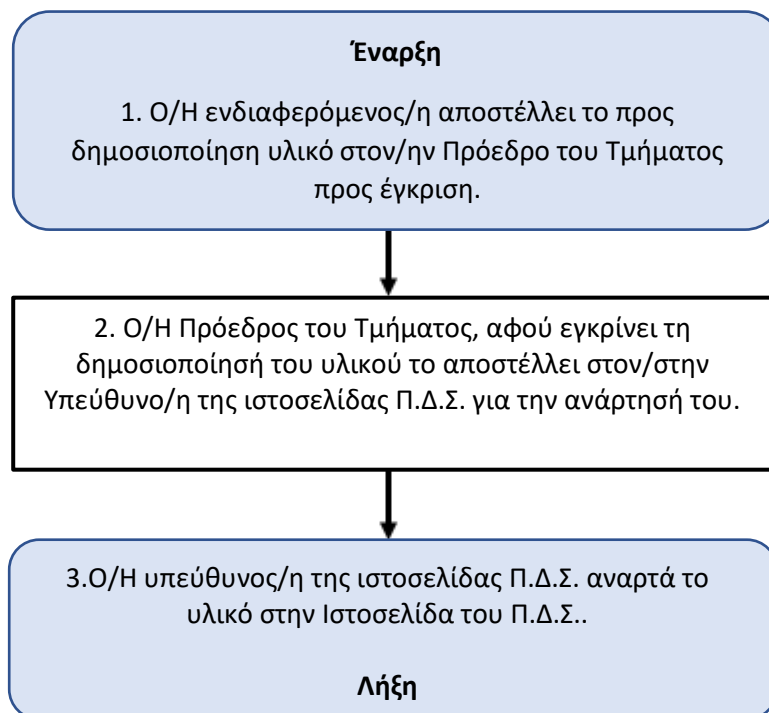 Έναρξη
1. Ο/Η ενδιαφερόμενος/η αποστέλλει το προς
δημοσιοποίηση υλικό στον/ην Πρόεδρο του Τμήματος
προς έγκριση.
2. Ο/Η Πρόεδρος του Τμήματος, αφού εγκρίνει τη
δημοσιοποίησή του υλικού το αποστέλλει στον/στην
Υπεύθυνο/η της ιστοσελίδας Π.Δ.Σ. για την ανάρτησή του.
3.Ο/Η υπεύθυνος/η της ιστοσελίδας Π.Δ.Σ. αναρτά το
υλικό στην Ιστοσελίδα του Π.Δ.Σ..
Λήξη